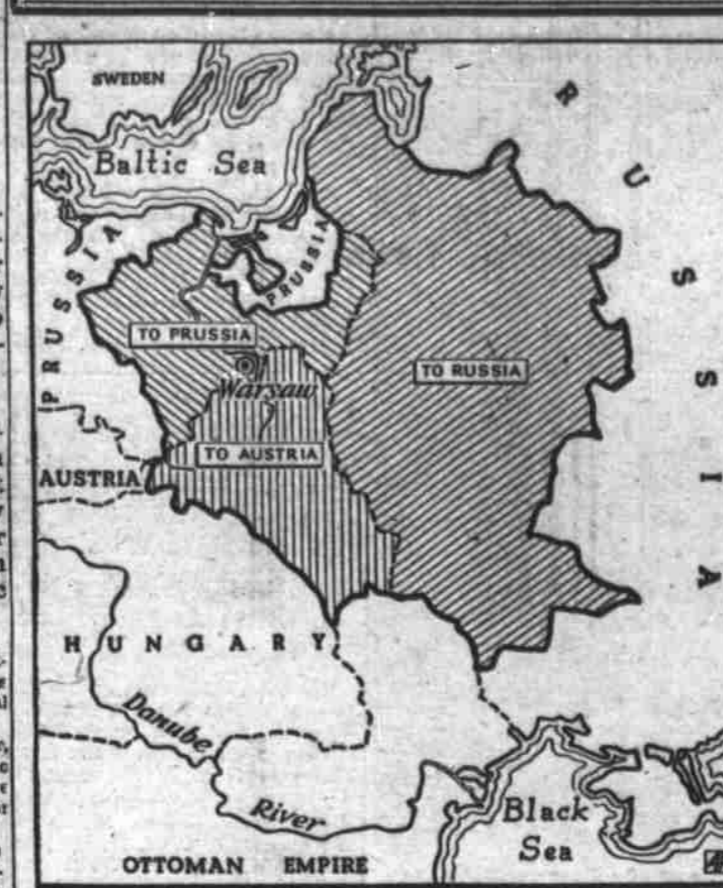 SWEDEN
Baltic Sea
RUSSIA
PRUSSIA
PRUSSIA
TO PRUSSIA
Warsaw
TO RUSSIA
TO AUSTRIA
AUSTRIA
HUNGARY
Danube
River
Black
Sea
OTTOMAN EMPIRE